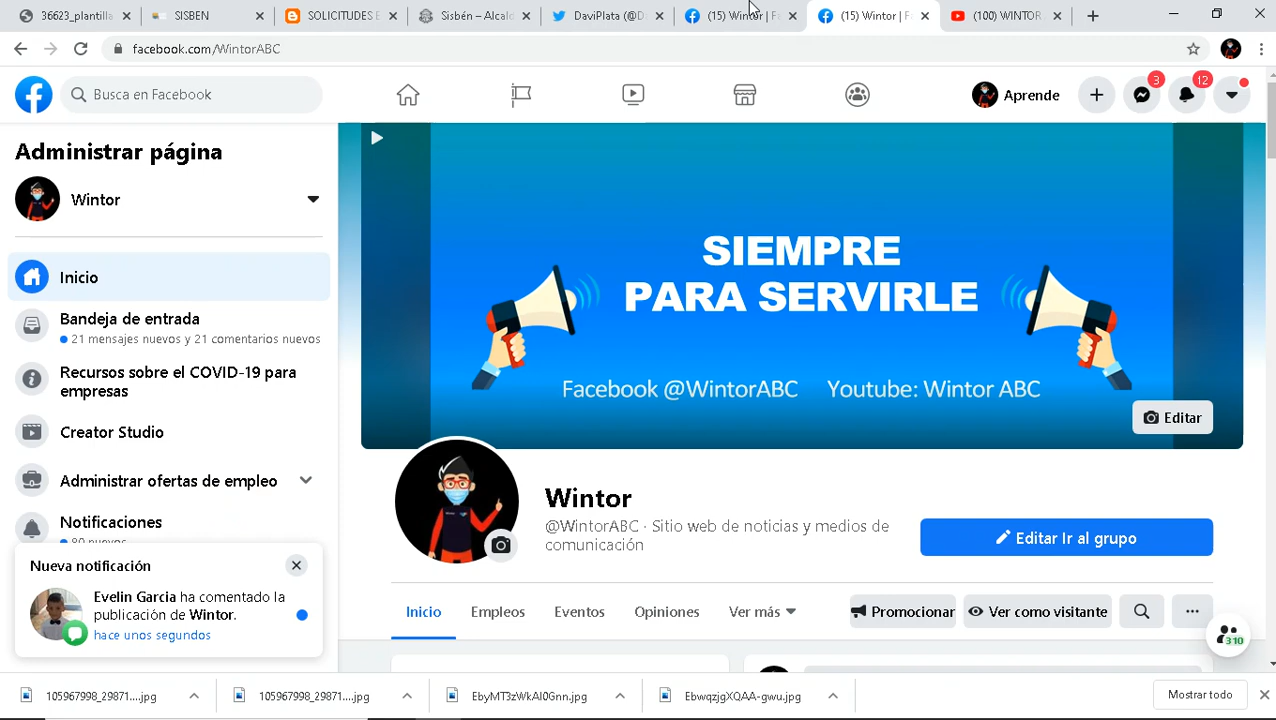 36623_plantilla
SISBEN
SOLICITUDES E
Sisbén – Alcald
DaviPlata (@D
(15) Wintor | F
(15) Wintor | F
(100) WINTOR
facebook.com/WintorABC
Busca en Facebook
Aprende
3
12
Administrar página
Wintor
Inicio
Bandeja de entrada
21 mensajes nuevos y 21 comentarios nuevos
Recursos sobre el COVID-19 para
empresas
Creator Studio
Administrar ofertas de empleo
Notificaciones
80 nuevos
Nueva notificación
Evelin Garcia ha comentado la
publicación de Wintor.
hace unos segundos
SIEMPRE
PARA SERVIRLE
Facebook @WintorABC Youtube: Wintor ABC
Editar
Wintor
@WintorABC · Sitio web de noticias y medios de
comunicación
Editar Ir al grupo
Inicio Empleos Eventos Opiniones Ver más
Promocionar Ver como visitante
310
105967998_29871....jpg
105967998_29871....jpg
EbyMT3zWkAI0Gnn.jpg
EbwqzjgXQAA-gwu.jpg
Mostrar todo